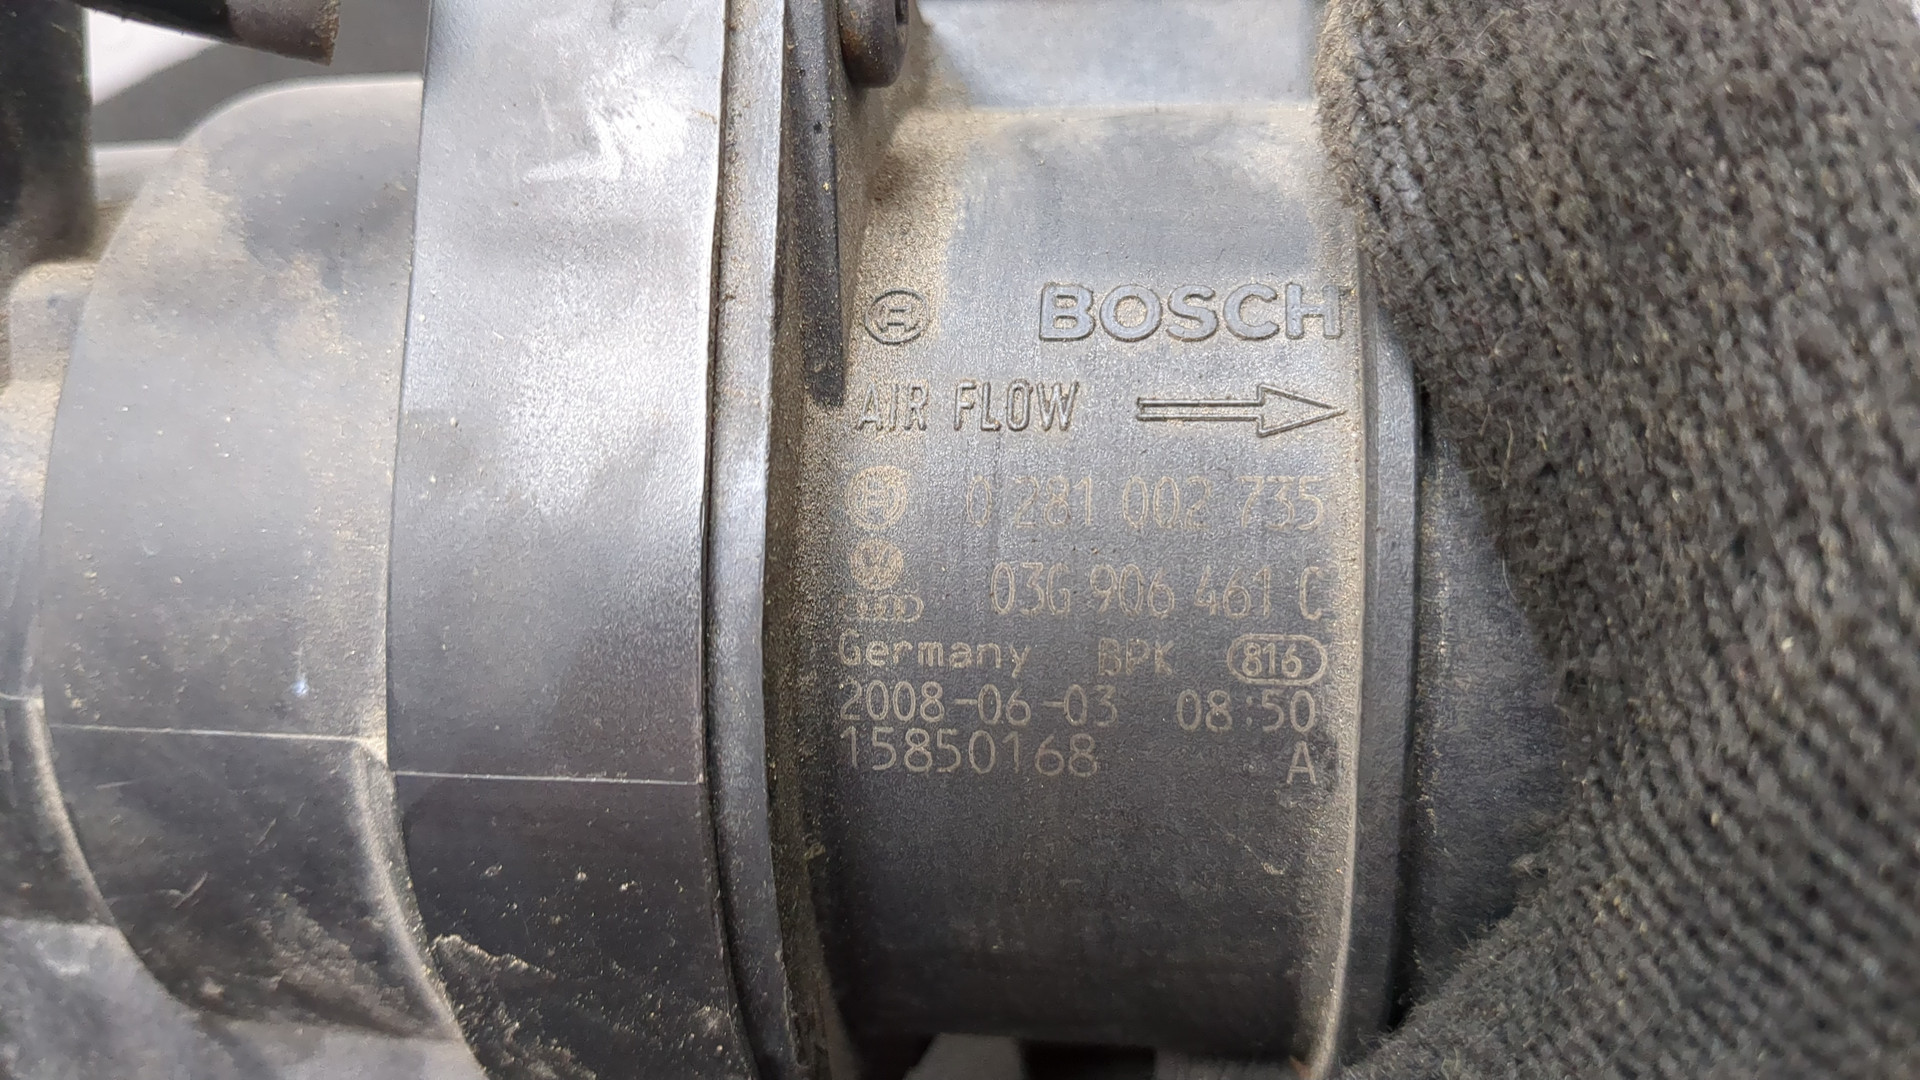 BOSCH
AIR FLOW
0 281 002 735
03G 906 461 C
Germany BPK 816
2008-06-03 08:50
15850168 A